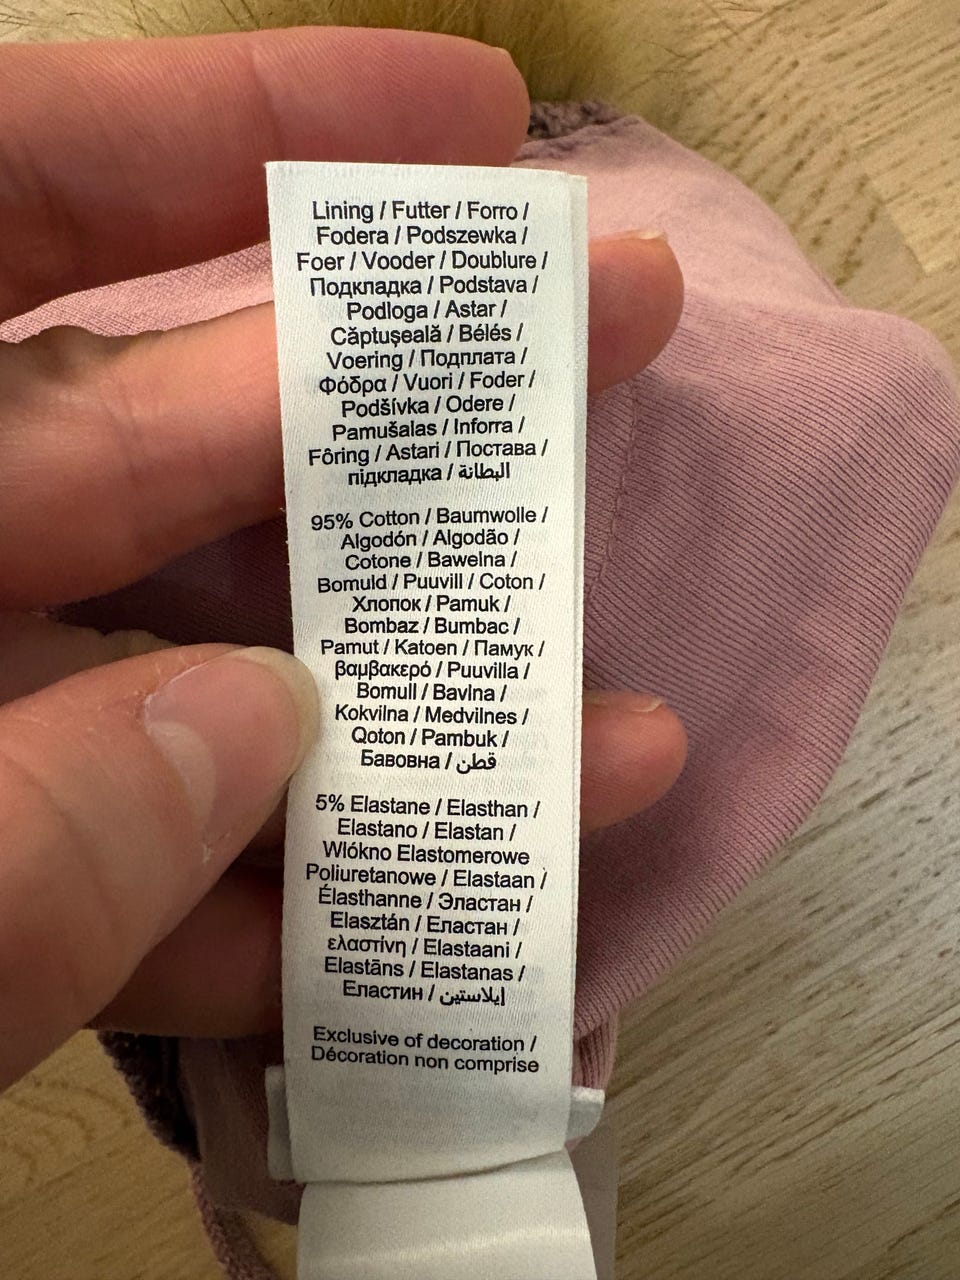 Lining / Futter / Forro /
Fodera / Podszewka /
Foer / Vooder / Doublure /
Подкладка / Podstava /
Podloga / Astar /
Căptușeală / Bélés /
Voering / Подплата /
Φόδρα / Vuori / Foder /
Podšívka / Odere /
Pamušalas / Inforra /
Fôring / Astari / Постава /
підкладка / البطانة
95% Cotton / Baumwolle /
Algodón / Algodão /
Cotone / Bawelna /
Bomuld / Puuvill / Coton /
Хлопок / Pamuk /
Bombaz / Bumbac /
Pamut / Katoen / Памук /
βαμβακερό / Puuvilla /
Bomull / Bavlna /
Kokvilna / Medvilnes /
Qoton / Pambuk /
Бавовна / قطن
5% Elastane / Elasthan /
Elastano / Elastan /
Wlókno Elastomerowe
Poliuretanowe / Elastaan /
Élasthanne / Эластан /
Elasztán / Еластан /
ελαστίνη / Elastaani /
Elastāns / Elastanas /
Еластин / إيلاستين
Exclusive of decoration /
Décoration non comprise